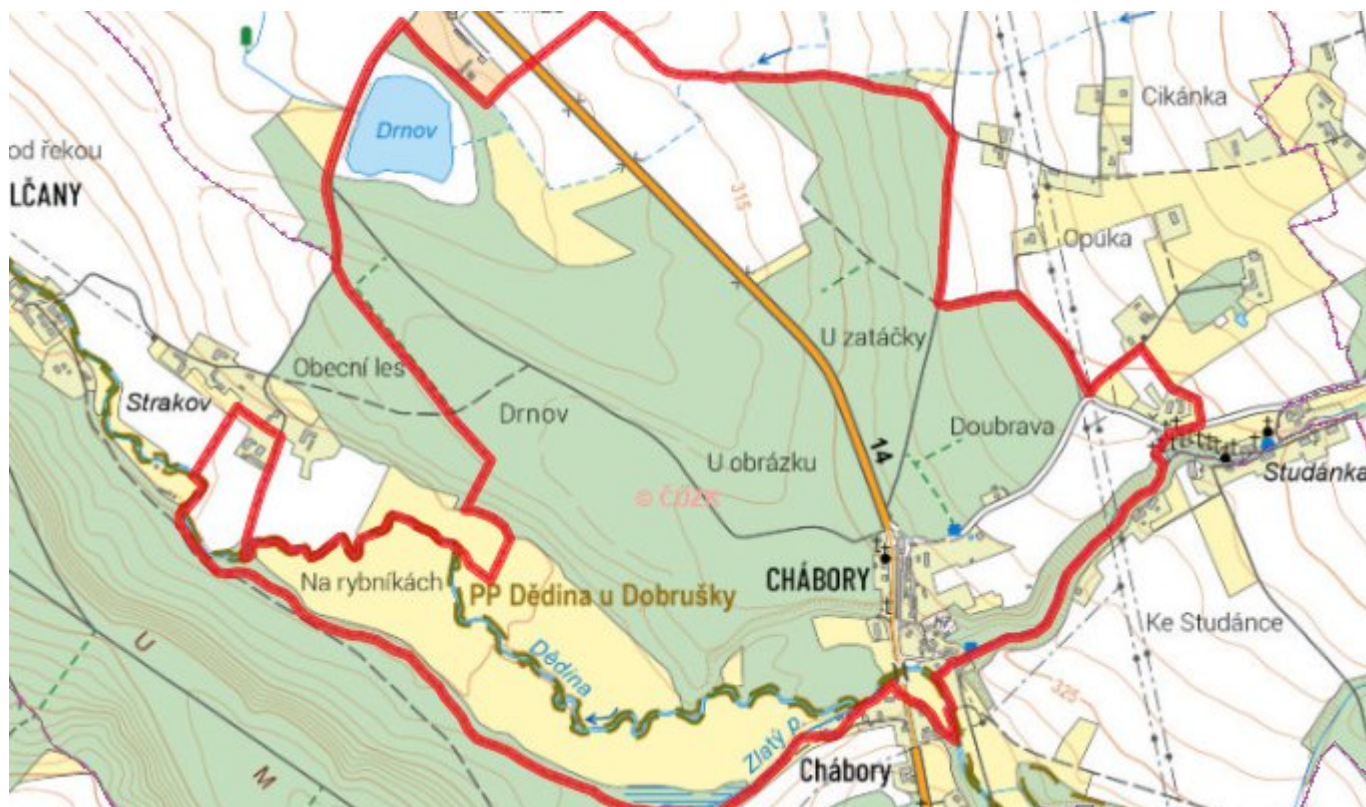 Drnov
Cikánka
od řekou
LČANY
315
Opuka
U zatáčky
Obecní les
Strakov
Drnov
Doubrava
14
U obrázku
Studánka
© ČÚZK
CHÁBORY
Na rybníkách
PP Dědina u Dobrušky
Hř.
Ke Studánce
U
Dědina
325
Zlatý p.
M
Chábory